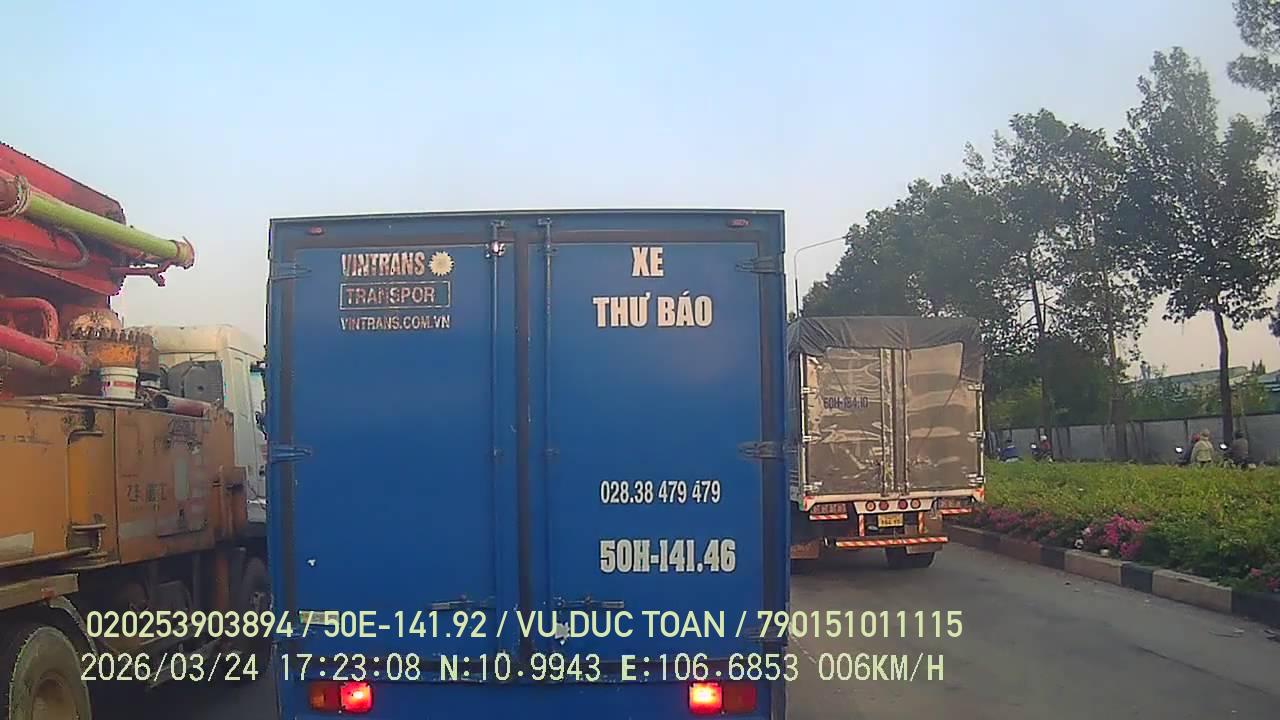 VINTRANS
TRANSPOR
VINTRANS.COM.VN
XE
THƯ BÁO
028.38 479 479
50H-141.46
020253903894 / 50E-141.92 / VU DUC TOAN / 790151011115
2026/03/24 17:23:08 N:10.9943 E:106.6853 006KM/H